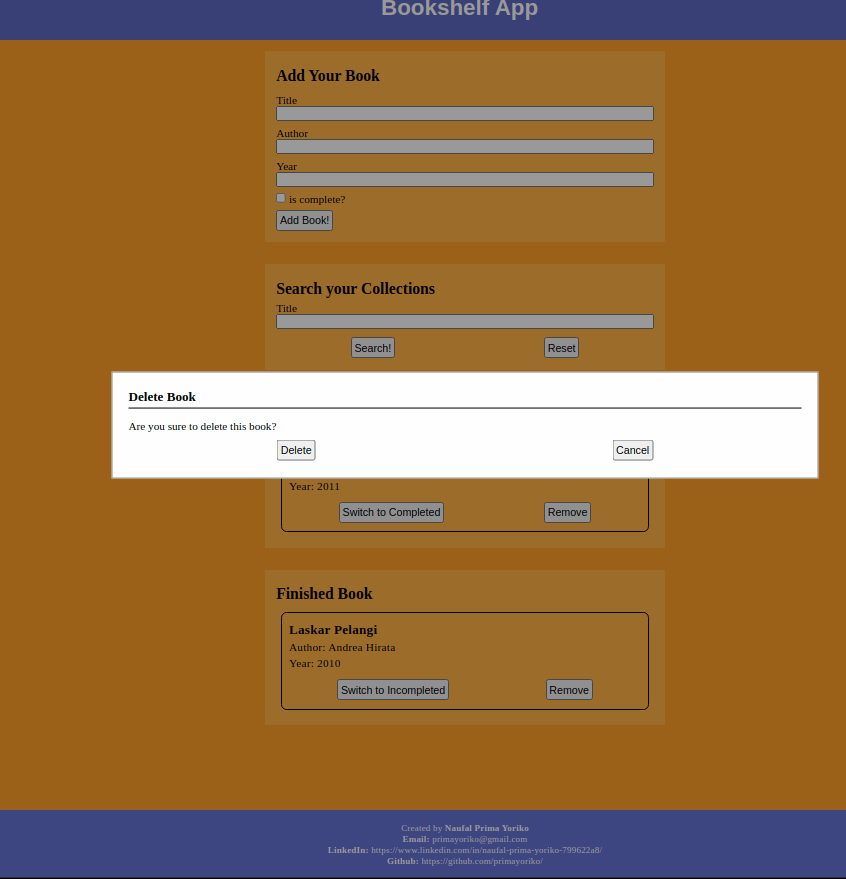 Bookshelf App
Add Your Book
Title
Author
Year
is complete?
Add Book!
Search your Collections
Title
Search!
Reset
Delete Book
Are you sure to delete this book?
Delete
Cancel
Year: 2011
Switch to Completed
Remove
Finished Book
Laskar Pelangi
Author: Andrea Hirata
Year: 2010
Switch to Incompleted
Remove
Created by Naufal Prima Yoriko
Email: primayoriko@gmail.com
LinkedIn: https://www.linkedin.com/in/naufal-prima-yoriko-799622a8/
Github: https://github.com/primayoriko/